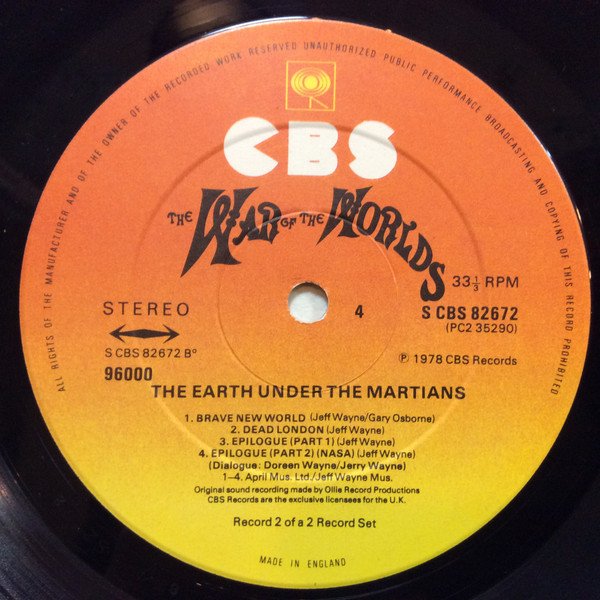 ALL RIGHTS OF THE MANUFACTURER AND OF THE OWNER OF THE RECORDED WORK RESERVED UNAUTHORIZED PUBLIC PERFORMANCE BROADCASTING AND COPYING OF THIS RECORD PROHIBITED
CBS
THE WAR OF THE WORLDS
33⅓ RPM
STEREO
4
S CBS 82672
(PC2 35290)
S CBS 82672 B°
℗ 1978 CBS Records
96000
THE EARTH UNDER THE MARTIANS
1. BRAVE NEW WORLD (Jeff Wayne/Gary Osborne)
2. DEAD LONDON (Jeff Wayne)
3. EPILOGUE (PART 1) (Jeff Wayne)
4. EPILOGUE (PART 2) (NASA) (Jeff Wayne)
(Dialogue: Doreen Wayne/Jerry Wayne)
1–4. April Mus. Ltd./Jeff Wayne Mus.
Original sound recording made by Ollie Record Productions
CBS Records are the exclusive licensees for the U.K.
Record 2 of a 2 Record Set
MADE IN ENGLAND